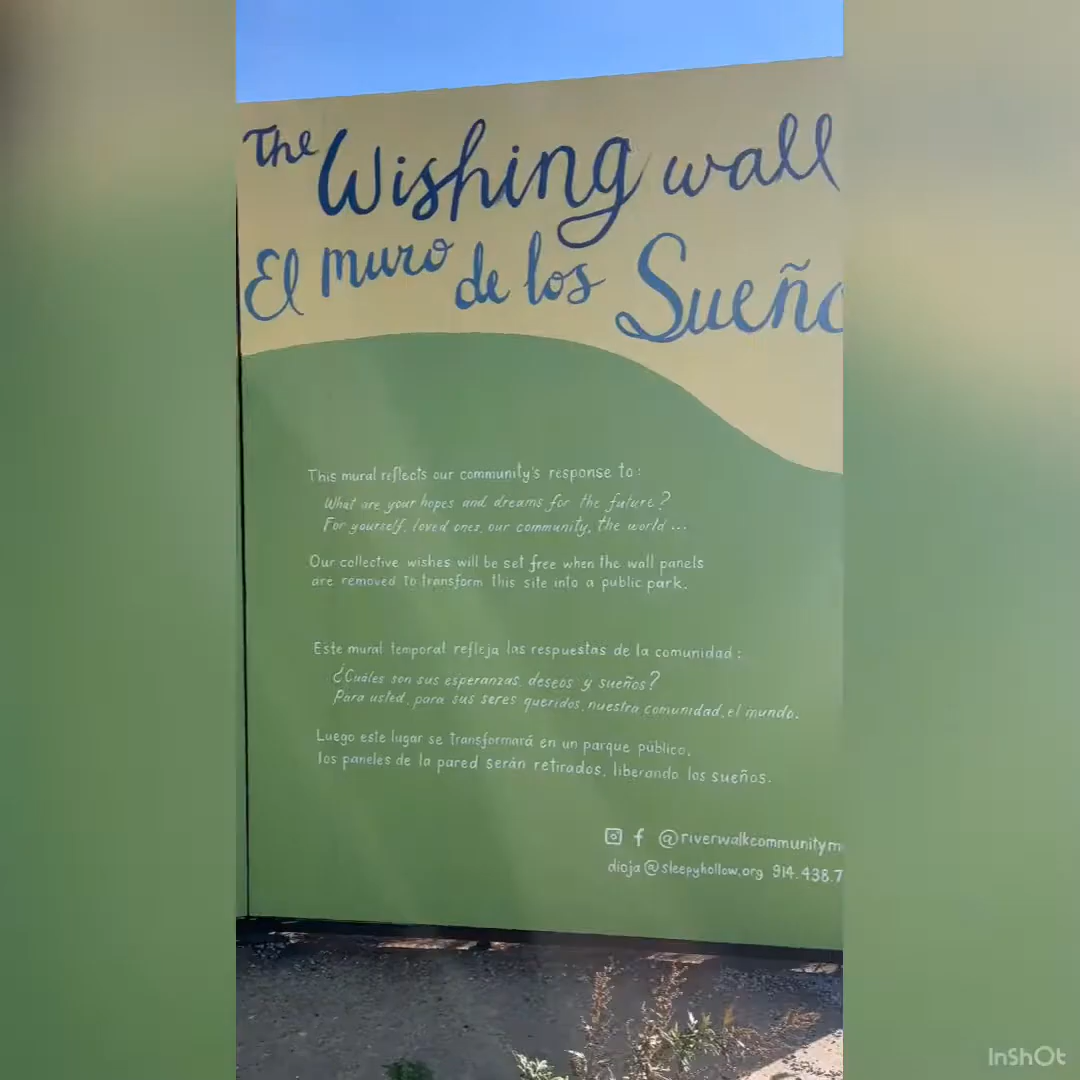 The Wishing wall
El muro de los Sueño
This mural reflects our community's response to:
What are your hopes and dreams for the future?
For yourself, loved ones, our community, the world ...
Our collective wishes will be set free when the wall panels
are removed to transform this site into a public park.
Este mural temporal refleja las respuestas de la comunidad:
¿Cuáles son sus esperanzas, deseos y sueños?
Para usted, para sus seres queridos, nuestra comunidad, el mundo.
Luego este lugar se transformará en un parque público,
los paneles de la pared serán retirados, liberando los sueños.
@riverwalkcommunitym
dioja@sleepyhollow.org 914.438.7
InShOt